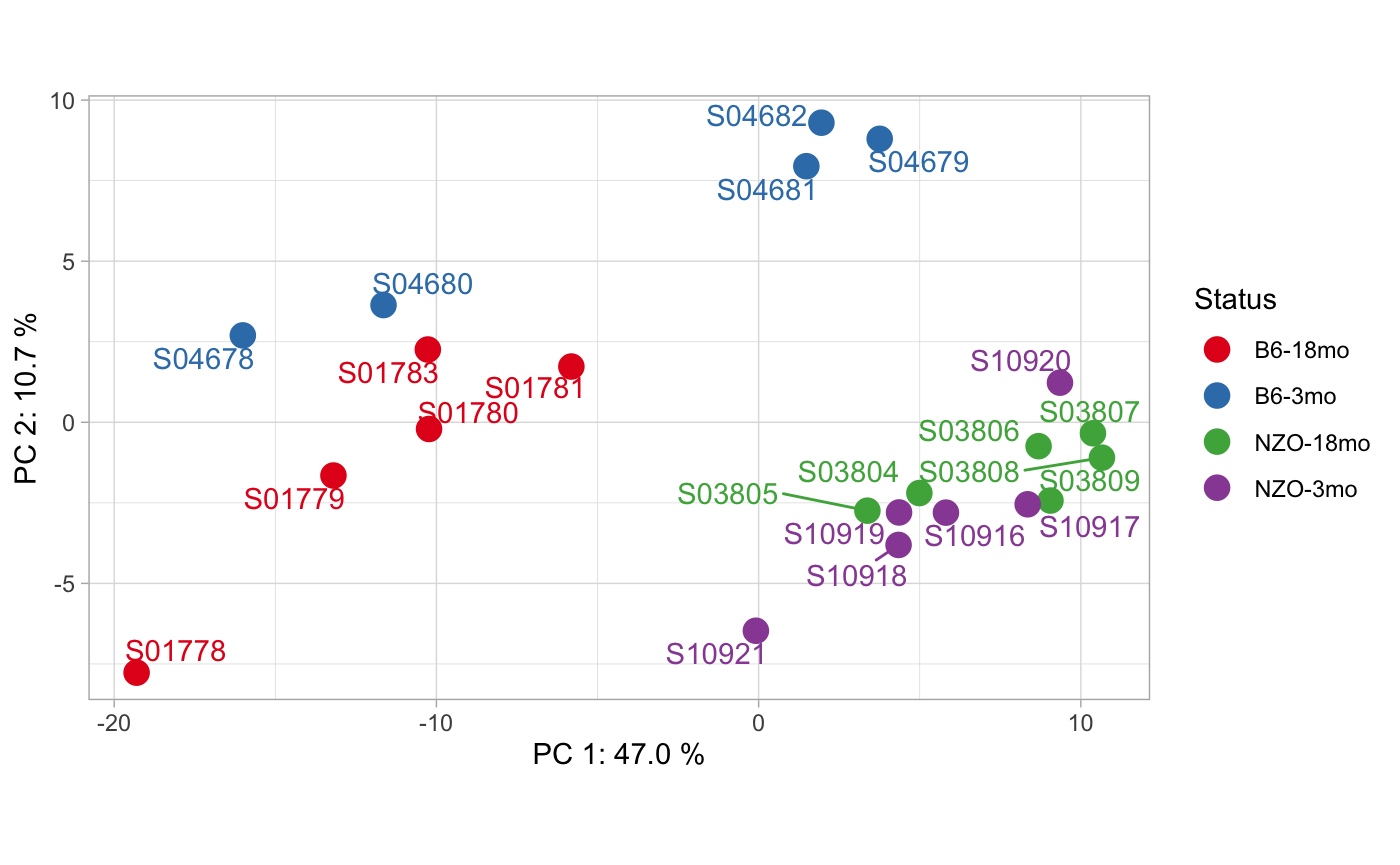 10
5
0
-5
PC 2: 10.7 %
S04682
S04679
S04681
S04680
S04678
S01783
S01781
S01780
S01779
S01778
S10920
S03807
S03806
S03804
S03808
S03809
S03805
S10919
S10916
S10917
S10918
S10921
-20
-10
0
10
PC 1: 47.0 %
Status
B6-18mo
B6-3mo
NZO-18mo
NZO-3mo